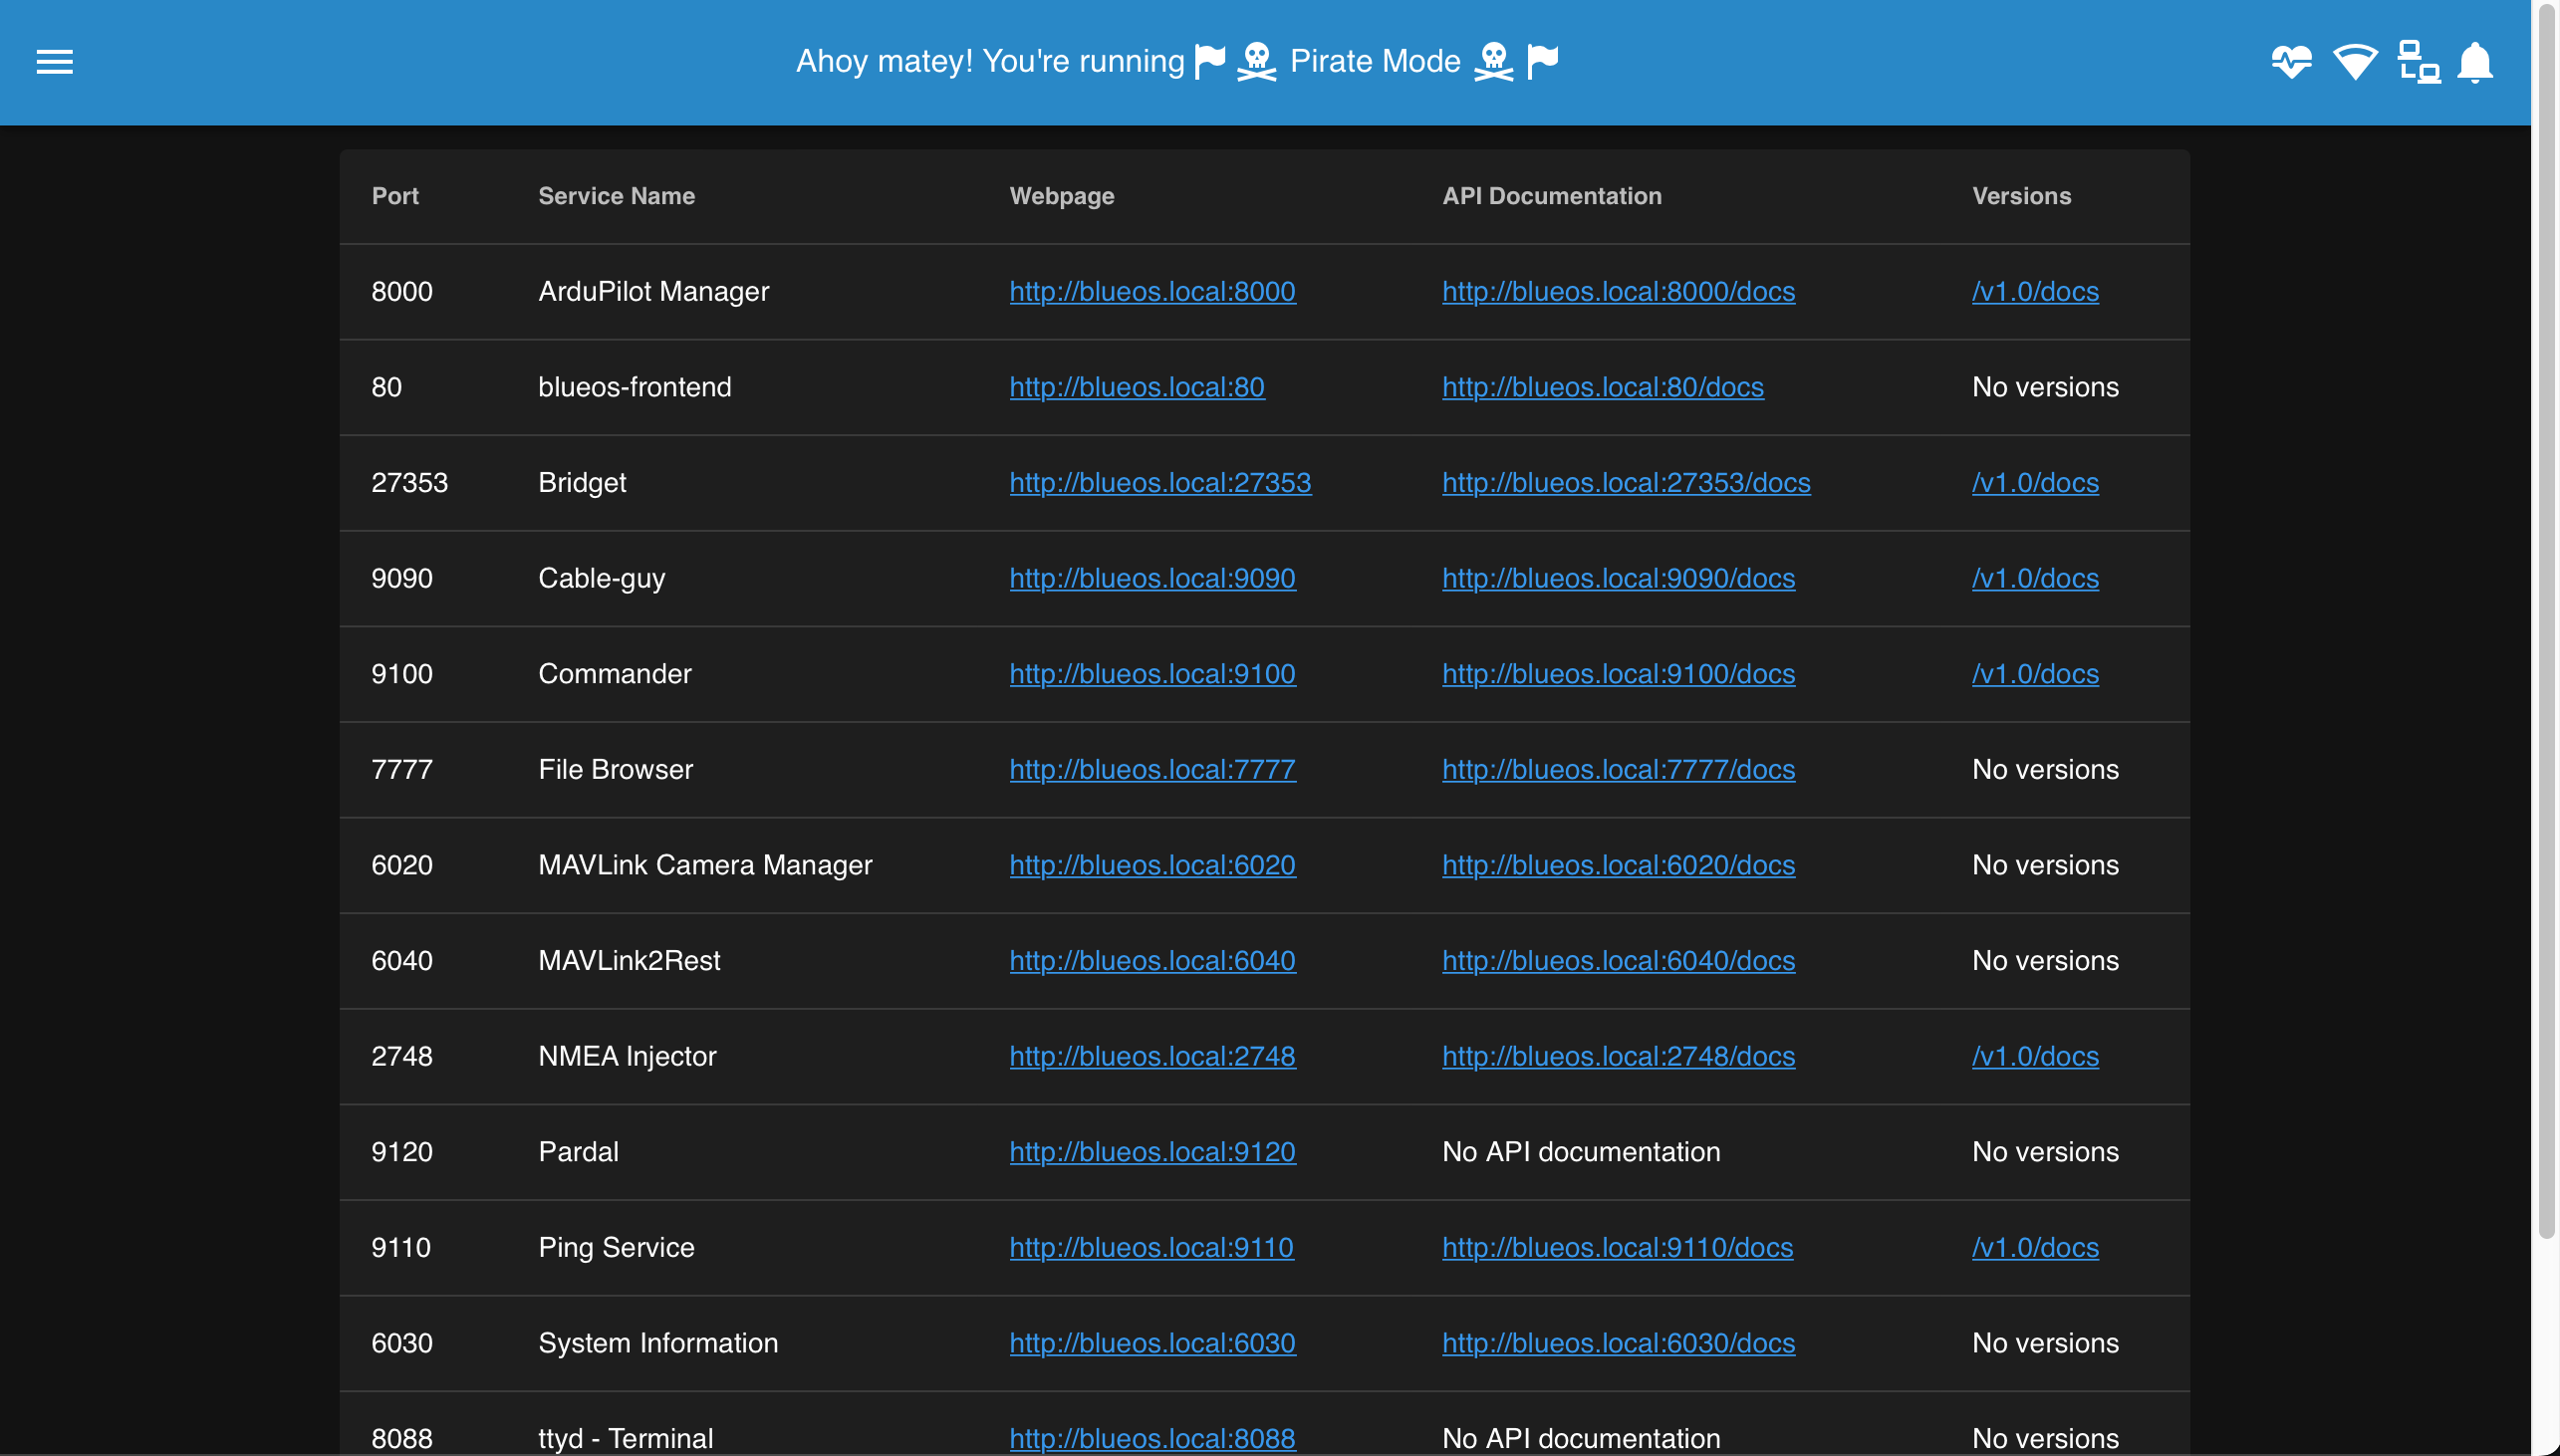 Ahoy matey! You're running Pirate Mode
Port Service Name Webpage API Documentation Versions
8000 ArduPilot Manager http://blueos.local:8000 http://blueos.local:8000/docs /v1.0/docs
80 blueos-frontend http://blueos.local:80 http://blueos.local:80/docs No versions
27353 Bridget http://blueos.local:27353 http://blueos.local:27353/docs /v1.0/docs
9090 Cable-guy http://blueos.local:9090 http://blueos.local:9090/docs /v1.0/docs
9100 Commander http://blueos.local:9100 http://blueos.local:9100/docs /v1.0/docs
7777 File Browser http://blueos.local:7777 http://blueos.local:7777/docs No versions
6020 MAVLink Camera Manager http://blueos.local:6020 http://blueos.local:6020/docs No versions
6040 MAVLink2Rest http://blueos.local:6040 http://blueos.local:6040/docs No versions
2748 NMEA Injector http://blueos.local:2748 http://blueos.local:2748/docs /v1.0/docs
9120 Pardal http://blueos.local:9120 No API documentation No versions
9110 Ping Service http://blueos.local:9110 http://blueos.local:9110/docs /v1.0/docs
6030 System Information http://blueos.local:6030 http://blueos.local:6030/docs No versions
8088 ttyd - Terminal http://blueos.local:8088 No API documentation No versions